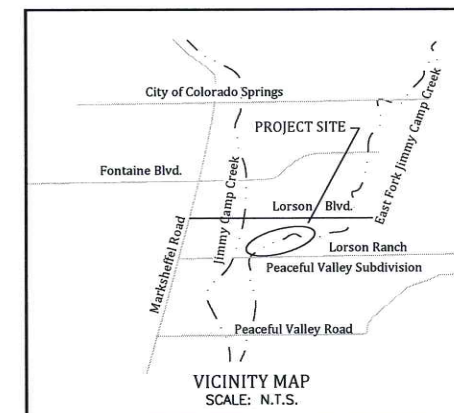 City of Colorado Springs
PROJECT SITE
East Fork Jimmy Camp Creek
Fontaine Blvd.
Jimmy Camp Creek
Lorson Blvd.
Marksheffel Road
Lorson Ranch
Peaceful Valley Subdivision
Peaceful Valley Road
VICINITY MAP
SCALE: N.T.S.